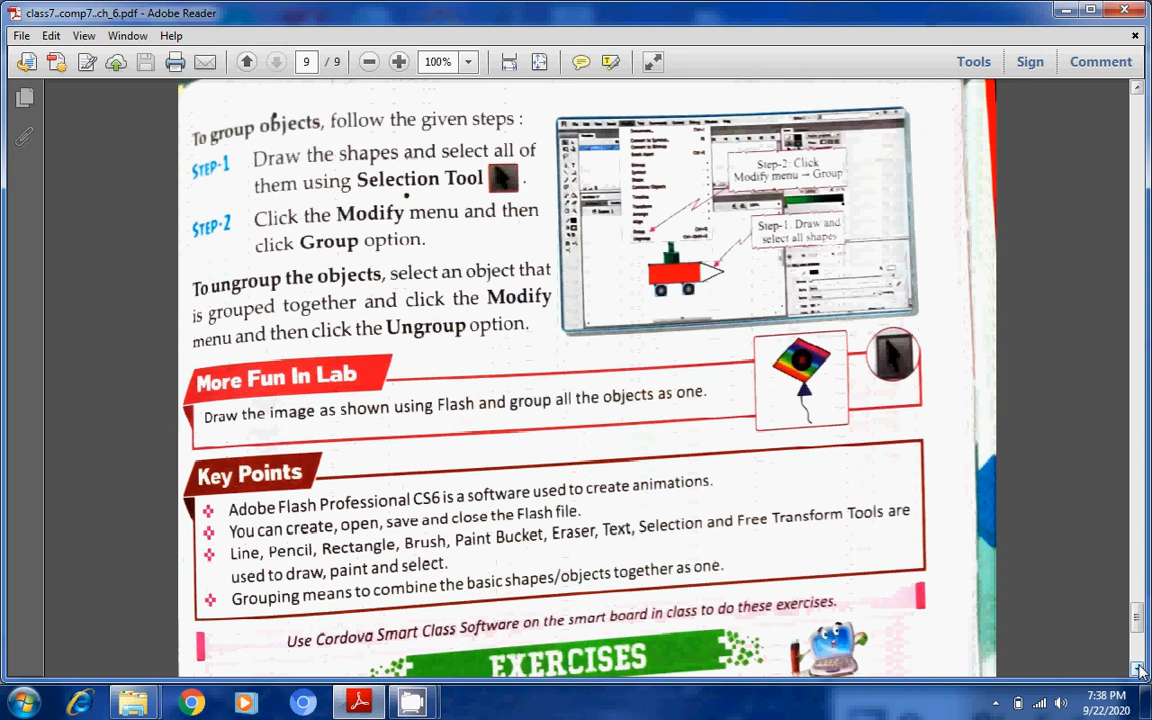 class7..comp7..ch_6.pdf - Adobe Reader
File Edit View Window Help
9 / 9 100% Tools Sign Comment
To group objects, follow the given steps :
STEP-1 Draw the shapes and select all of
them using Selection Tool .
STEP-2 Click the Modify menu and then
click Group option.
To ungroup the objects, select an object that
is grouped together and click the Modify
menu and then click the Ungroup option.
Step-2: Click
Modify menu → Group
Step-1. Draw and
select all shapes
More Fun In Lab
Draw the image as shown using Flash and group all the objects as one.
Key Points
Adobe Flash Professional CS6 is a software used to create animations.
You can create, open, save and close the Flash file.
Line, Pencil, Rectangle, Brush, Paint Bucket, Eraser, Text, Selection and Free Transform Tools are
used to draw, paint and select.
Grouping means to combine the basic shapes/objects together as one.
Use Cordova Smart Class Software on the smart board in class to do these exercises.
EXERCISES
7:38 PM
9/22/2020